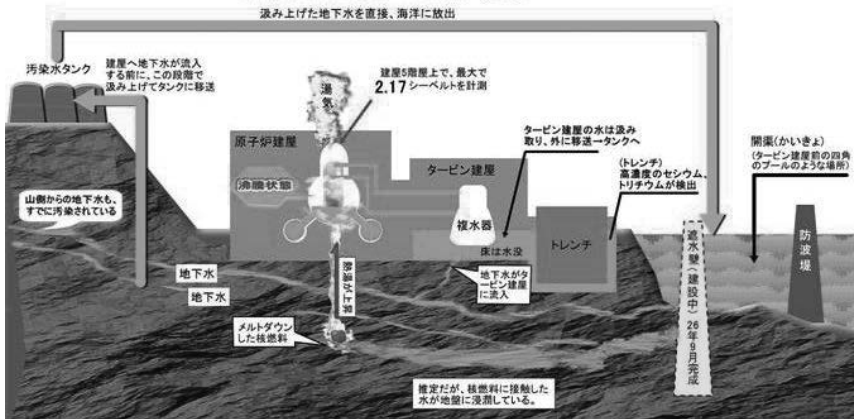 汲み上げた地下水を直接、海洋に放出
汚染水タンク
建屋へ地下水が流入
する前に、この段階で
汲み上げてタンクに移送
湯気
建屋5階屋上で、最大で
2.17シーベルトを計測
原子炉建屋
沸騰状態
タービン建屋の水は汲み
取り、外に移送→タンクへ
タービン建屋
(トレンチ)
高濃度のセシウム、
トリチウムが検出
開渠(かいきょ)
(タービン建屋前の四角
のプールのような場所)
山側からの地下水も、
すでに汚染されている
複水器
床は水没
トレンチ
防波堤
地下水
地下水
熱湯が上昇
地下水がター
ビン建屋
に流入
遮水壁(建設中)26年9月完成
メルトダウン
した核燃料
推定だが、核燃料に接触した
水が地盤に浸潤している。